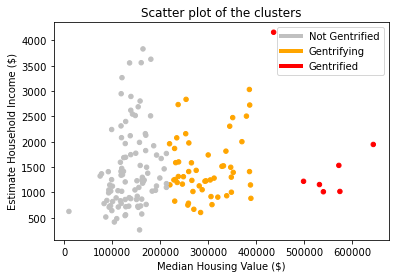 Scatter plot of the clusters
Not Gentrified
Gentrifying
Gentrified
Estimate Household Income ($)
4000
3500
3000
2500
2000
1500
1000
500
0
100000
200000
300000
400000
500000
600000
Median Housing Value ($)